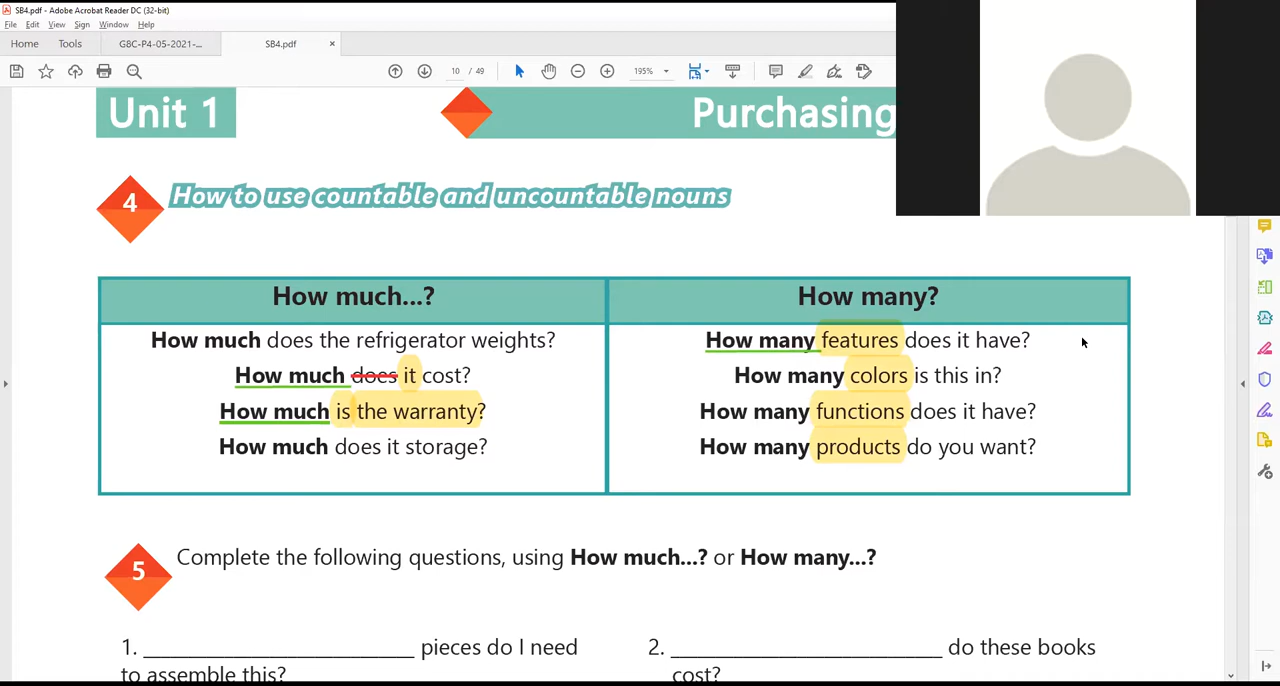 SB4.pdf - Adobe Acrobat Reader DC (32-bit)
File Edit View Sign Window Help
Home Tools G8C-P4-05-2021-... SB4.pdf ×
10 / 49 195%
Unit 1 Purchasing
4 How to use countable and uncountable nouns
How much...?
How much does the refrigerator weights?
How much does it cost?
How much is the warranty?
How much does it storage?
How many?
How many features does it have?
How many colors is this in?
How many functions does it have?
How many products do you want?
5 Complete the following questions, using How much...? or How many...?
1. __________________________ pieces do I need
to assemble this?
2. __________________________ do these books
cost?